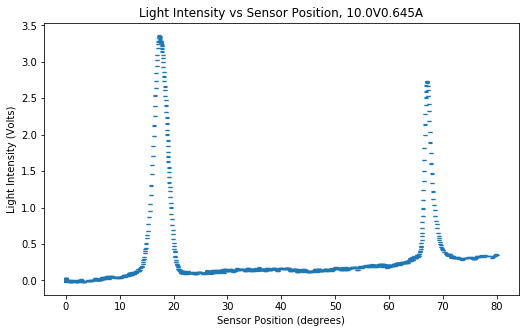 Light Intensity vs Sensor Position, 10.0V0.645A
Light Intensity (Volts)
3.5
3.0
2.5
2.0
1.5
1.0
0.5
0.0
0 10 20 30 40 50 60 70 80
Sensor Position (degrees)